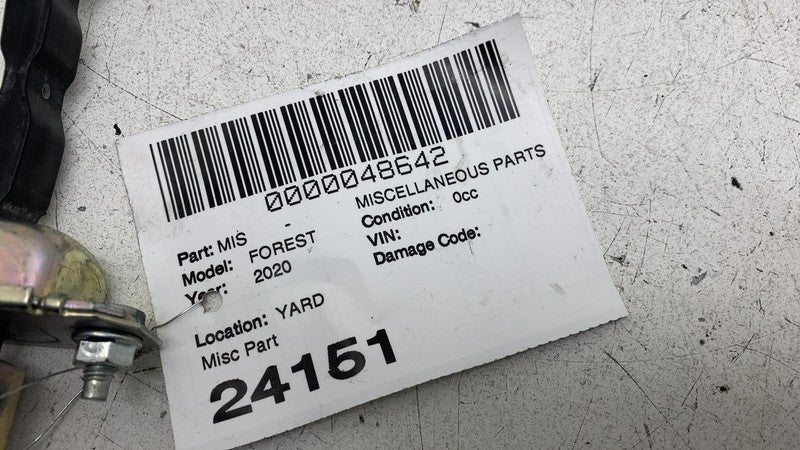 0000048642
Part: MIS - MISCELLANEOUS PARTS
Model: FOREST Condition: 0cc
Year: 2020 VIN:
Damage Code:
Location: YARD
Misc Part
24151